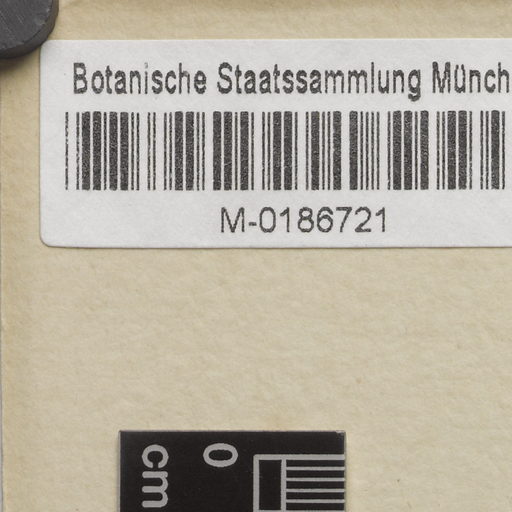 Botanische Staatssammlung Münch
M-0186721
0
cm